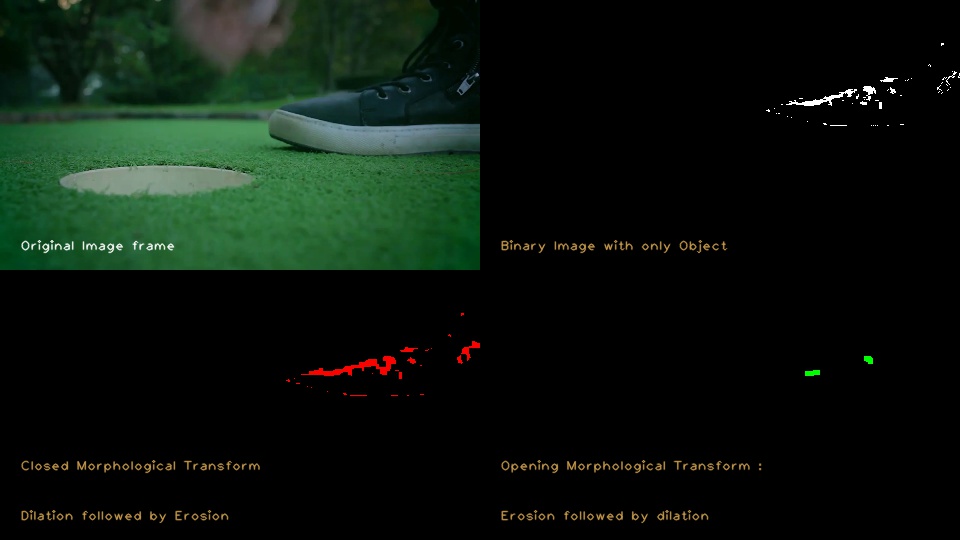 Original Image frame
Binary Image with only Object
Closed Morphological Transform
Dilation followed by Erosion
Opening Morphological Transform :
Erosion followed by dilation